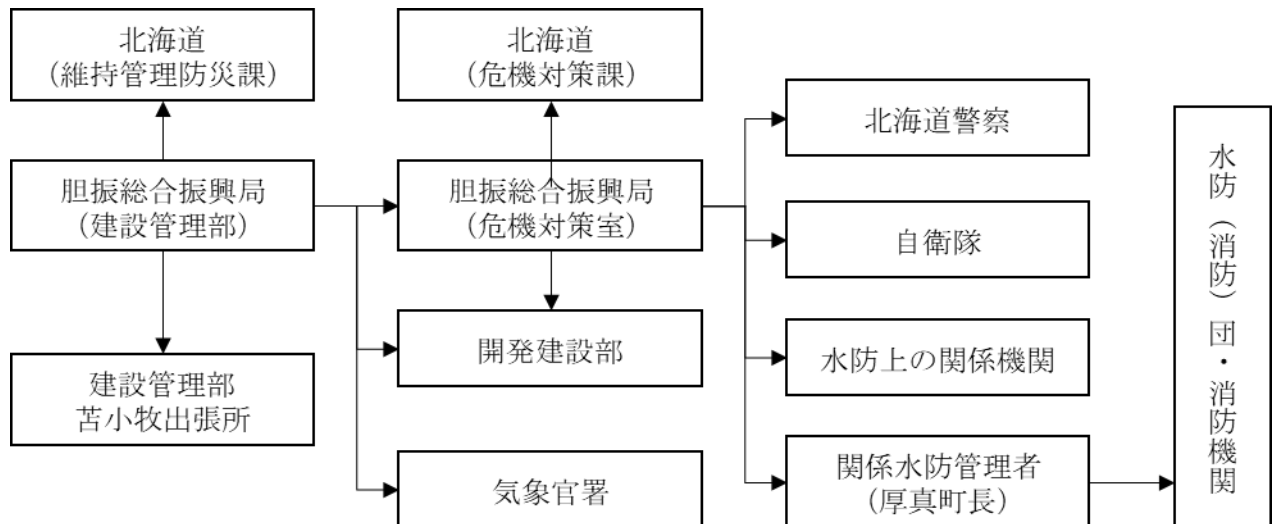 北海道
（維持管理防災課）
北海道
（危機対策課）
北海道警察
胆振総合振興局
（建設管理部）
胆振総合振興局
（危機対策室）
自衛隊
開発建設部
水防上の関係機関
建設管理部
苫小牧出張所
気象官署
関係水防管理者
（厚真町長）
水防（消防）団・消防機関